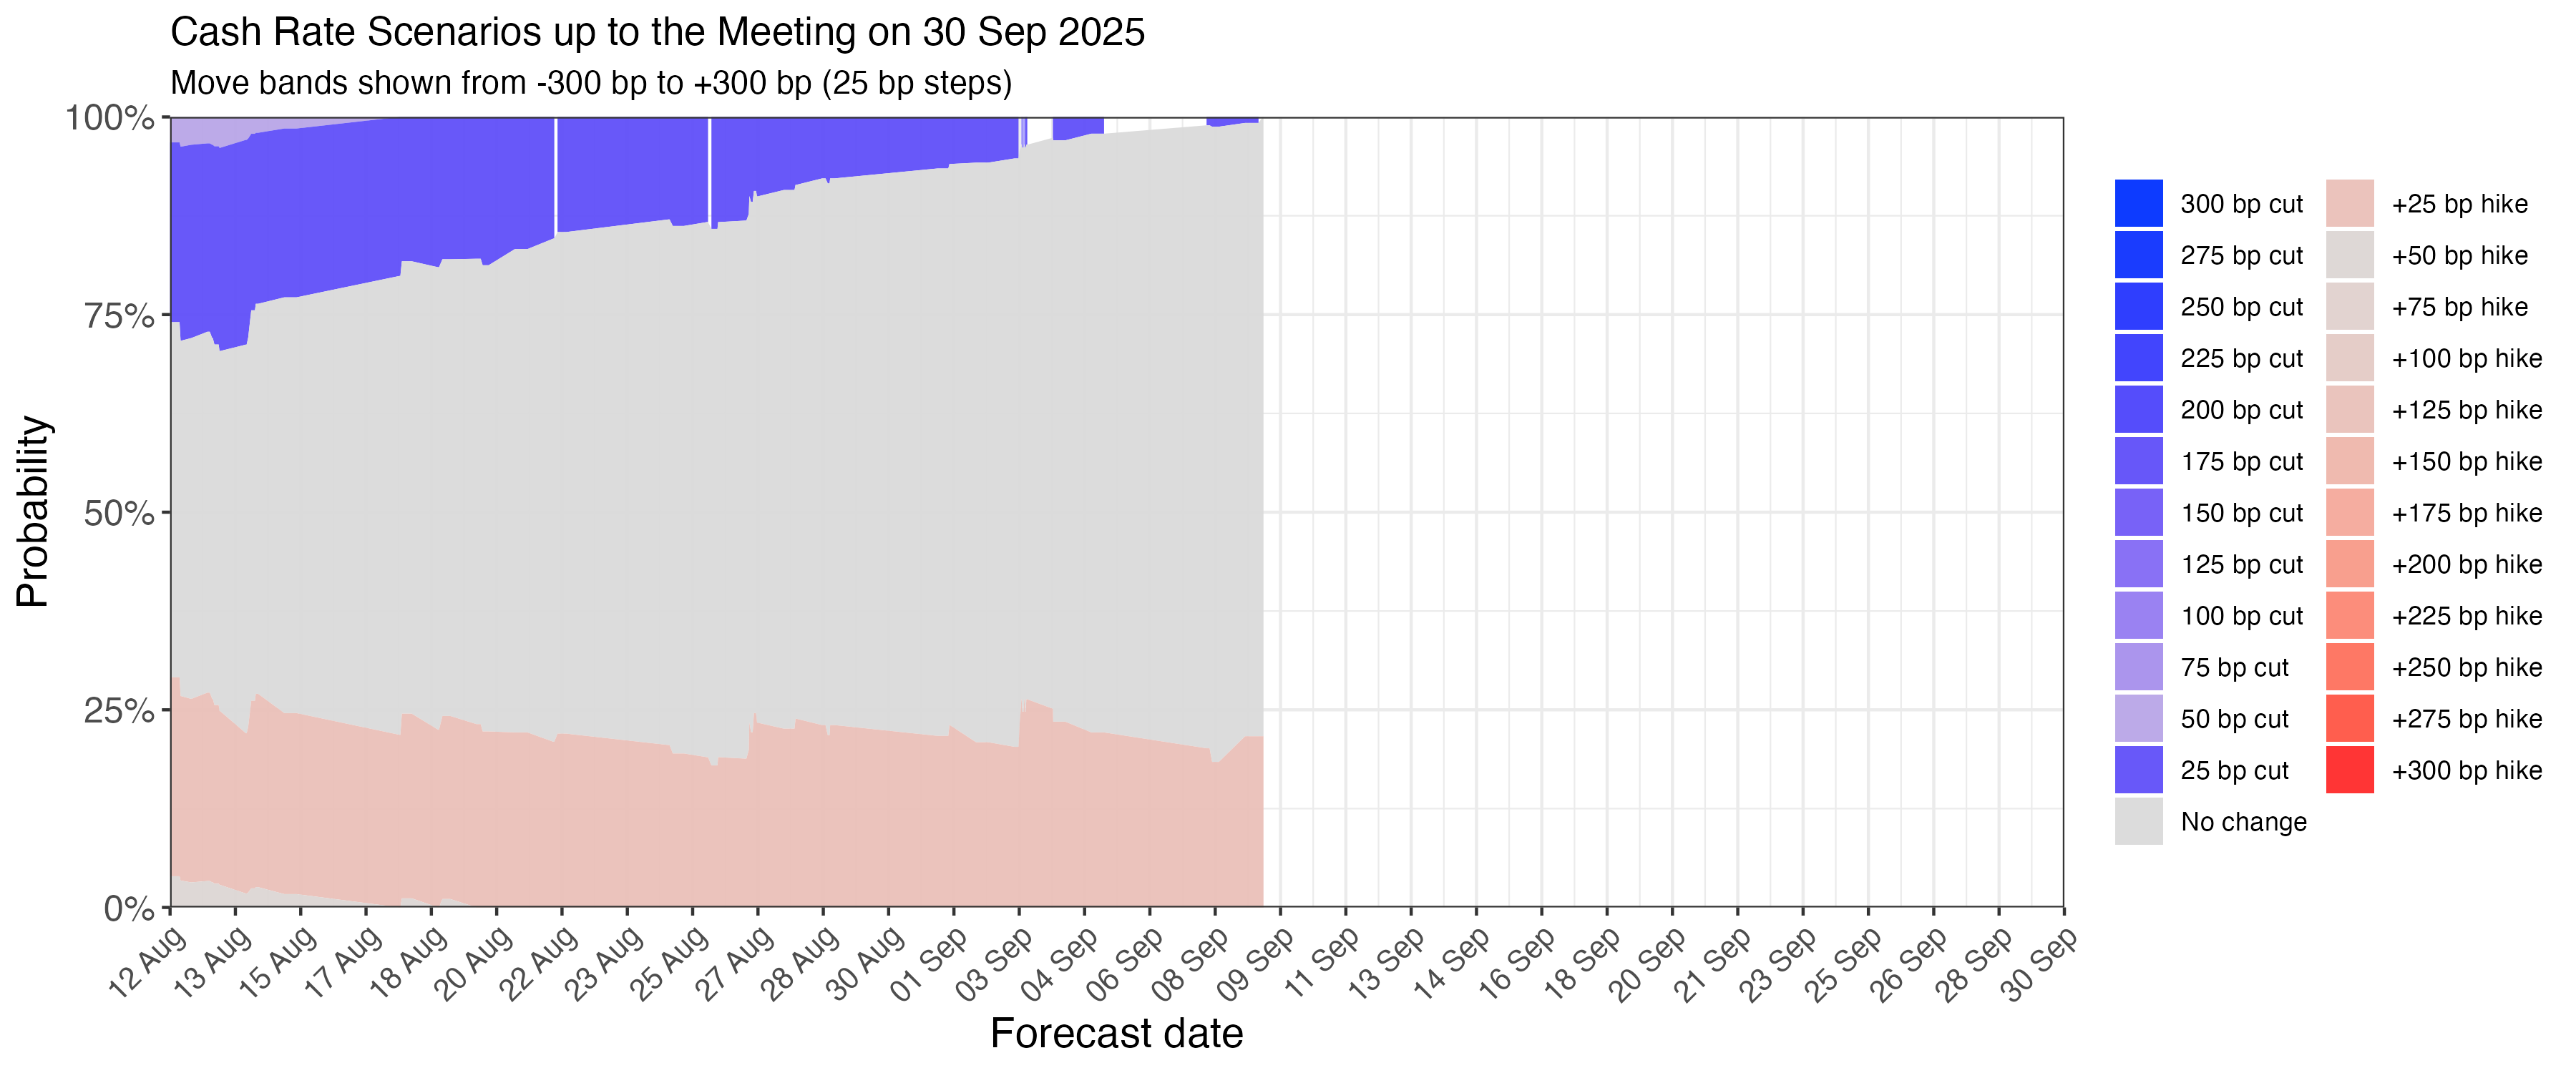 Cash Rate Scenarios up to the Meeting on 30 Sep 2025
Move bands shown from -300 bp to +300 bp (25 bp steps)
Probability
100%
75%
50%
25%
0%
12 Aug
13 Aug
15 Aug
17 Aug
18 Aug
20 Aug
22 Aug
23 Aug
25 Aug
27 Aug
28 Aug
30 Aug
01 Sep
03 Sep
04 Sep
06 Sep
08 Sep
09 Sep
11 Sep
13 Sep
14 Sep
16 Sep
18 Sep
20 Sep
21 Sep
23 Sep
25 Sep
26 Sep
28 Sep
30 Sep
Forecast date
300 bp cut
275 bp cut
250 bp cut
225 bp cut
200 bp cut
175 bp cut
150 bp cut
125 bp cut
100 bp cut
75 bp cut
50 bp cut
25 bp cut
No change
+25 bp hike
+50 bp hike
+75 bp hike
+100 bp hike
+125 bp hike
+150 bp hike
+175 bp hike
+200 bp hike
+225 bp hike
+250 bp hike
+275 bp hike
+300 bp hike